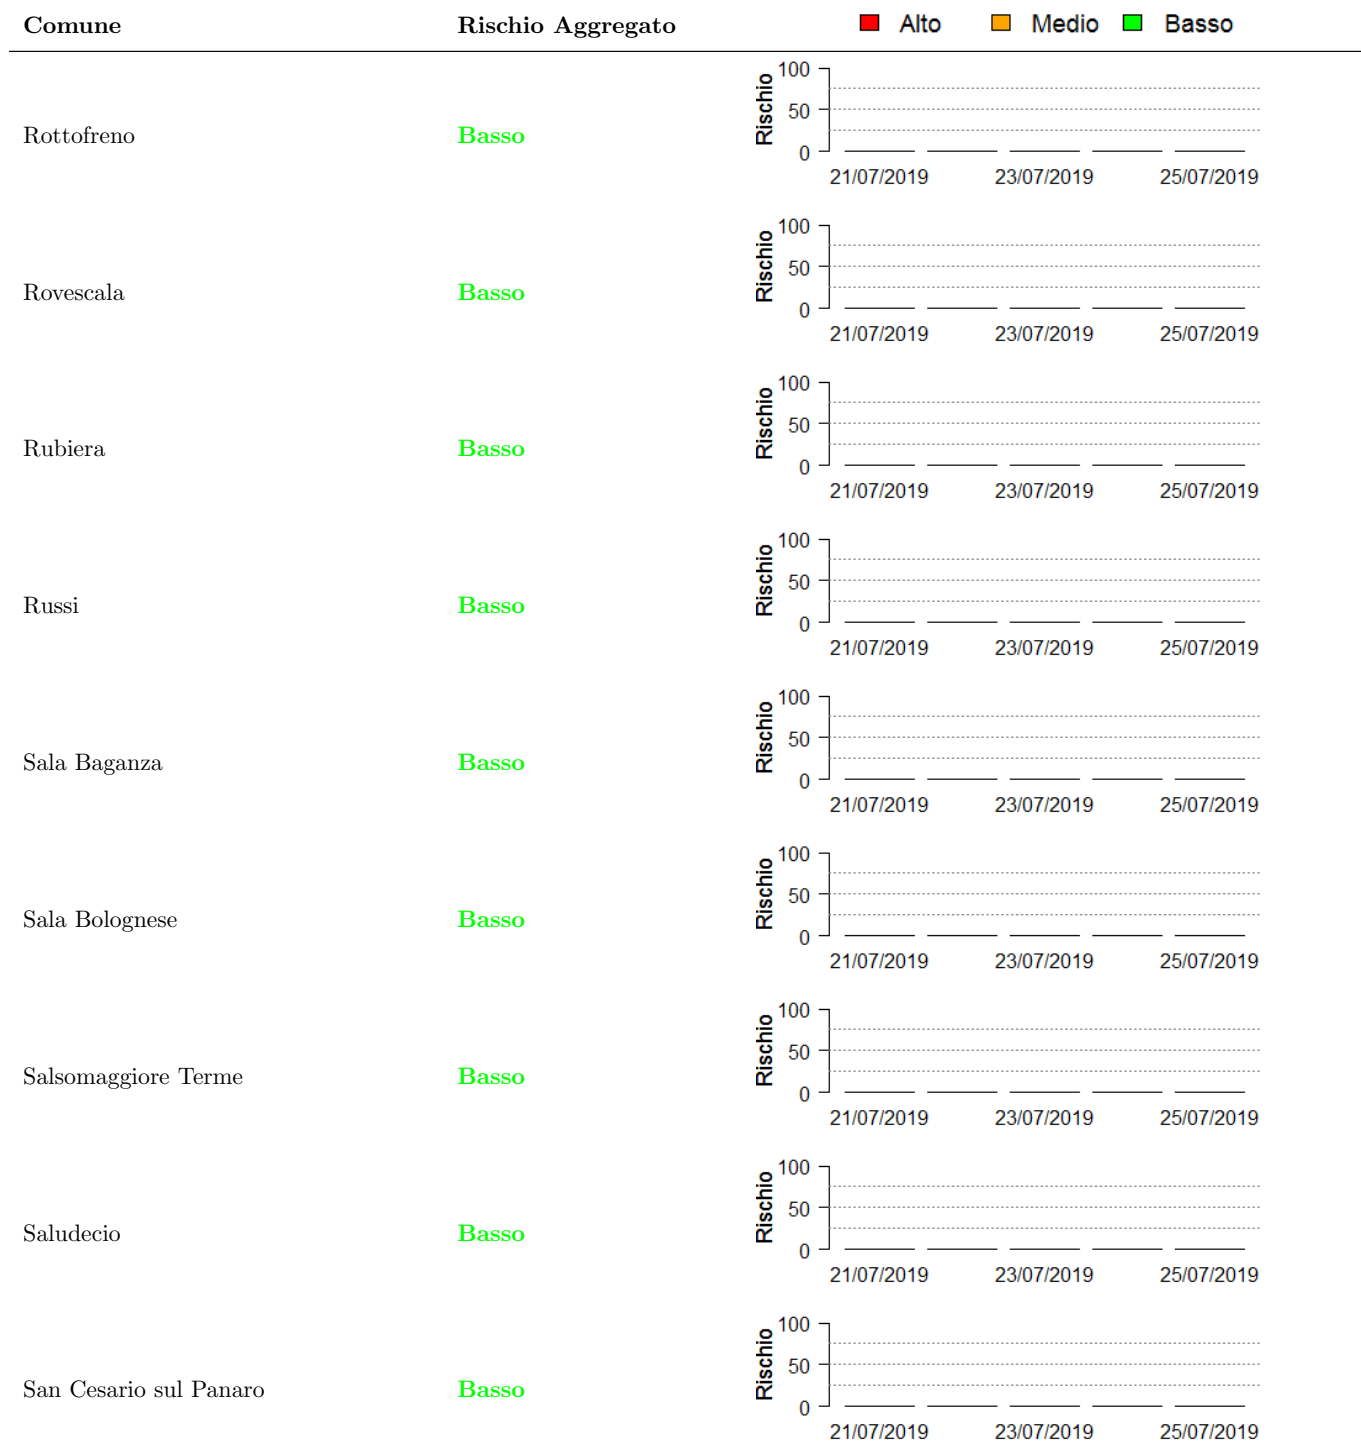 Comune Rischio Aggregato Alto Medio Basso
100
50
0
Rischio
Rottofreno Basso
21/07/2019 23/07/2019 25/07/2019
100
50
0
Rischio
Rovescala Basso
21/07/2019 23/07/2019 25/07/2019
100
50
0
Rischio
Rubiera Basso
21/07/2019 23/07/2019 25/07/2019
100
50
0
Rischio
Russi Basso
21/07/2019 23/07/2019 25/07/2019
100
50
0
Rischio
Sala Baganza Basso
21/07/2019 23/07/2019 25/07/2019
100
50
0
Rischio
Sala Bolognese Basso
21/07/2019 23/07/2019 25/07/2019
100
50
0
Rischio
Salsomaggiore Terme Basso
21/07/2019 23/07/2019 25/07/2019
100
50
0
Rischio
Saludecio Basso
21/07/2019 23/07/2019 25/07/2019
100
50
0
Rischio
San Cesario sul Panaro Basso
21/07/2019 23/07/2019 25/07/2019